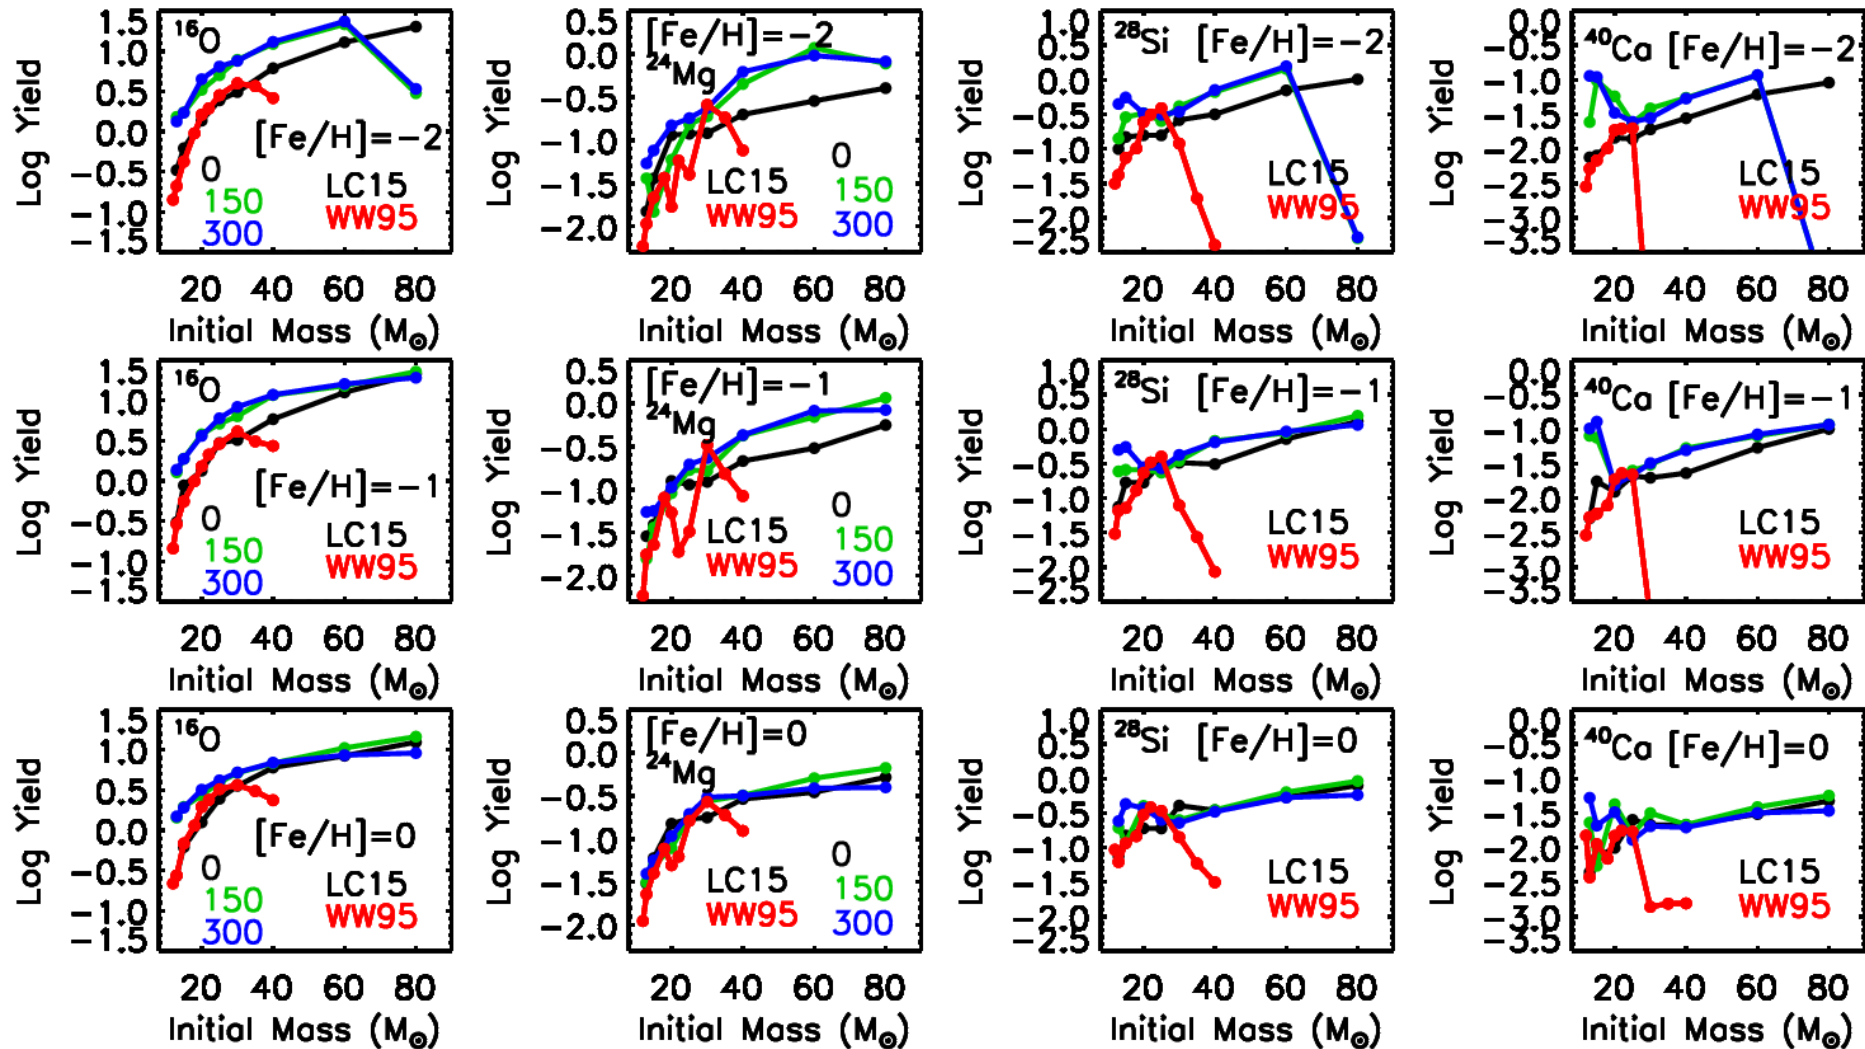 Log Yield
1.5
1.0
0.5
0.0
−0.5
−1.0
−1.5
¹⁶O
[Fe/H]=−2
0
150
300
LC15
WW95
20 40 60 80
Initial Mass (M⊙)
Log Yield
0.5
0.0
−0.5
−1.0
−1.5
−2.0
[Fe/H]=−2
²⁴Mg
LC15
WW95
0
150
300
20 40 60 80
Initial Mass (M⊙)
Log Yield
1.0
0.5
0.0
−0.5
−1.0
−1.5
−2.0
−2.5
²⁸Si [Fe/H]=−2
LC15
WW95
20 40 60 80
Initial Mass (M⊙)
Log Yield
0.0
−0.5
−1.0
−1.5
−2.0
−2.5
−3.0
−3.5
⁴⁰Ca [Fe/H]=−2
LC15
WW95
20 40 60 80
Initial Mass (M⊙)
Log Yield
1.5
1.0
0.5
0.0
−0.5
−1.0
−1.5
¹⁶O
[Fe/H]=−1
0
150
300
LC15
WW95
20 40 60 80
Initial Mass (M⊙)
Log Yield
0.5
0.0
−0.5
−1.0
−1.5
−2.0
[Fe/H]=−1
²⁴Mg
LC15
WW95
0
150
300
20 40 60 80
Initial Mass (M⊙)
Log Yield
1.0
0.5
0.0
−0.5
−1.0
−1.5
−2.0
−2.5
²⁸Si [Fe/H]=−1
LC15
WW95
20 40 60 80
Initial Mass (M⊙)
Log Yield
0.0
−0.5
−1.0
−1.5
−2.0
−2.5
−3.0
−3.5
⁴⁰Ca [Fe/H]=−1
LC15
WW95
20 40 60 80
Initial Mass (M⊙)
Log Yield
1.5
1.0
0.5
0.0
−0.5
−1.0
−1.5
¹⁶O
[Fe/H]=0
0
150
300
LC15
WW95
20 40 60 80
Initial Mass (M⊙)
Log Yield
0.5
0.0
−0.5
−1.0
−1.5
−2.0
[Fe/H]=0
²⁴Mg
LC15
WW95
0
150
300
20 40 60 80
Initial Mass (M⊙)
Log Yield
1.0
0.5
0.0
−0.5
−1.0
−1.5
−2.0
−2.5
²⁸Si [Fe/H]=0
LC15
WW95
20 40 60 80
Initial Mass (M⊙)
Log Yield
0.0
−0.5
−1.0
−1.5
−2.0
−2.5
−3.0
−3.5
⁴⁰Ca [Fe/H]=0
LC15
WW95
20 40 60 80
Initial Mass (M⊙)